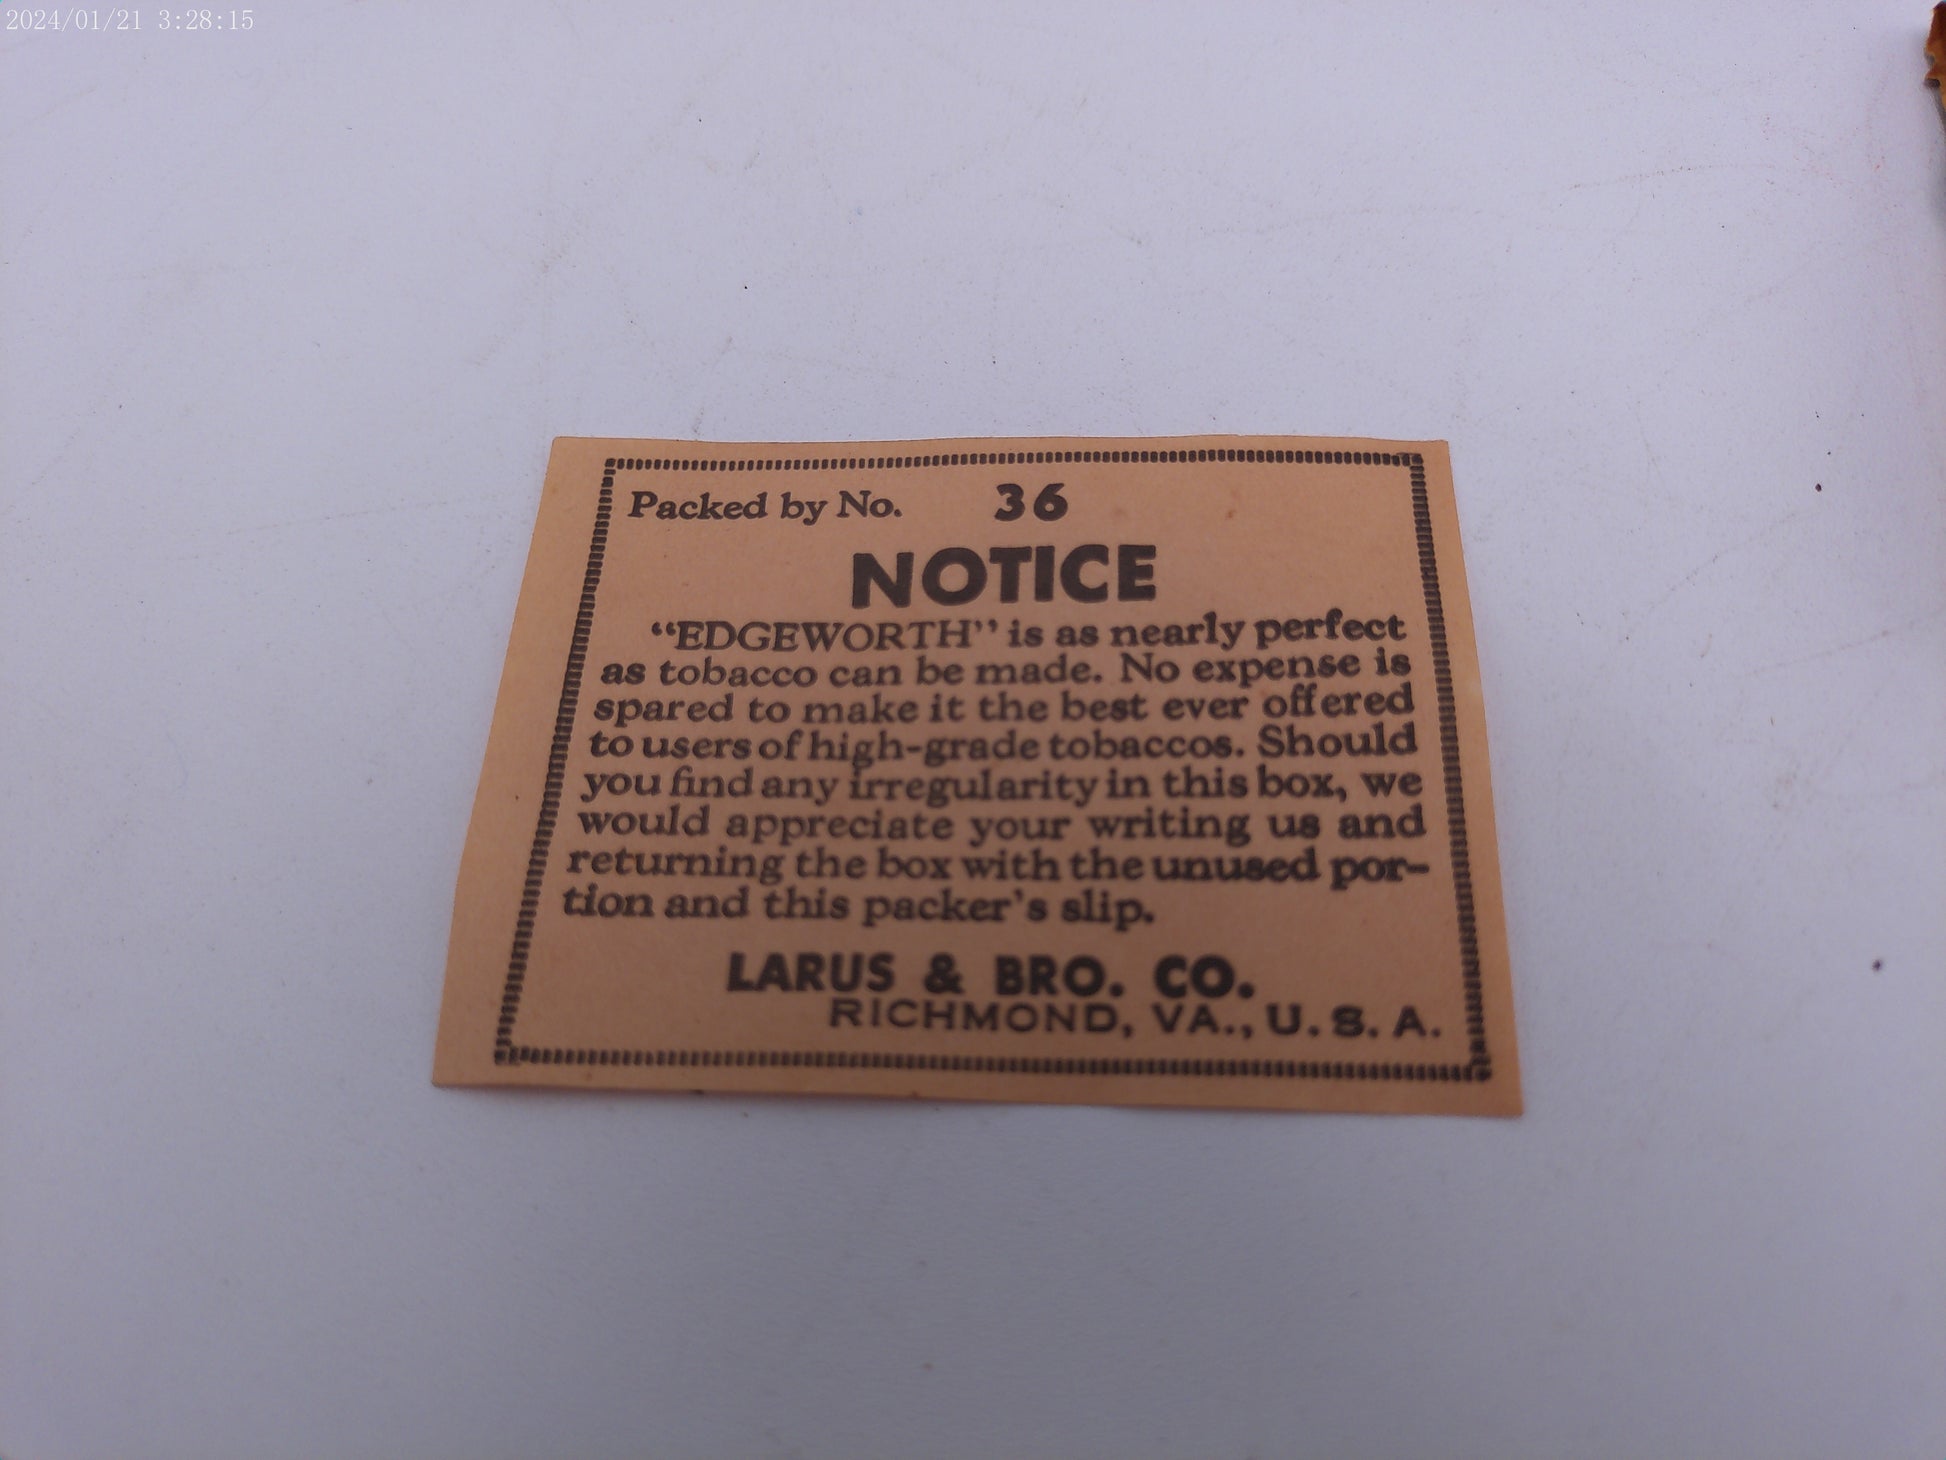 2024/01/21 3:28:15
Packed by No. 36
NOTICE
“EDGEWORTH” is as nearly perfect
as tobacco can be made. No expense is
spared to make it the best ever offered
to users of high-grade tobaccos. Should
you find any irregularity in this box, we
would appreciate your writing us and
returning the box with the unused por-
tion and this packer's slip.
LARUS & BRO. CO.
RICHMOND, VA., U. S. A.